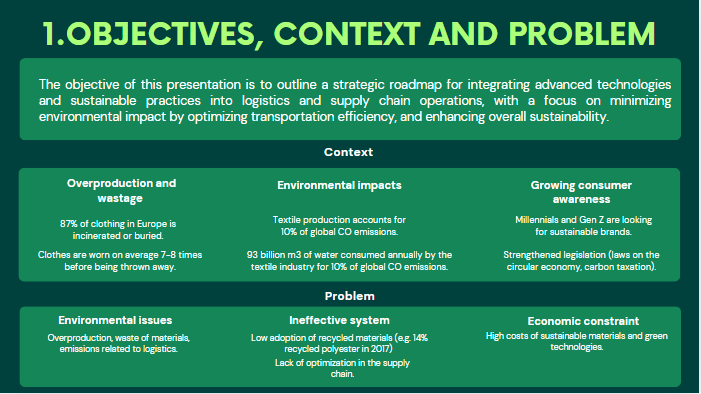 1.OBJECTIVES, CONTEXT AND PROBLEM
The objective of this presentation is to outline a strategic roadmap for integrating advanced technologies
and sustainable practices into logistics and supply chain operations, with a focus on minimizing
environmental impact by optimizing transportation efficiency, and enhancing overall sustainability.
Context
Overproduction and
wastage
87% of clothing in Europe is
incinerated or buried.
Clothes are worn on average 7-8 times
before being thrown away.
Environmental impacts
Textile production accounts for
10% of global CO emissions.
93 billion m3 of water consumed annually by the
textile industry for 10% of global CO emissions.
Growing consumer
awareness
Millennials and Gen Z are looking
for sustainable brands.
Strengthened legislation (laws on the
circular economy, carbon taxation).
Problem
Environmental issues
Overproduction, waste of materials,
emissions related to logistics.
Ineffective system
Low adoption of recycled materials (e.g. 14%
recycled polyester in 2017)
Lack of optimization in the supply
chain.
Economic constraint
High costs of sustainable materials and green
technologies.